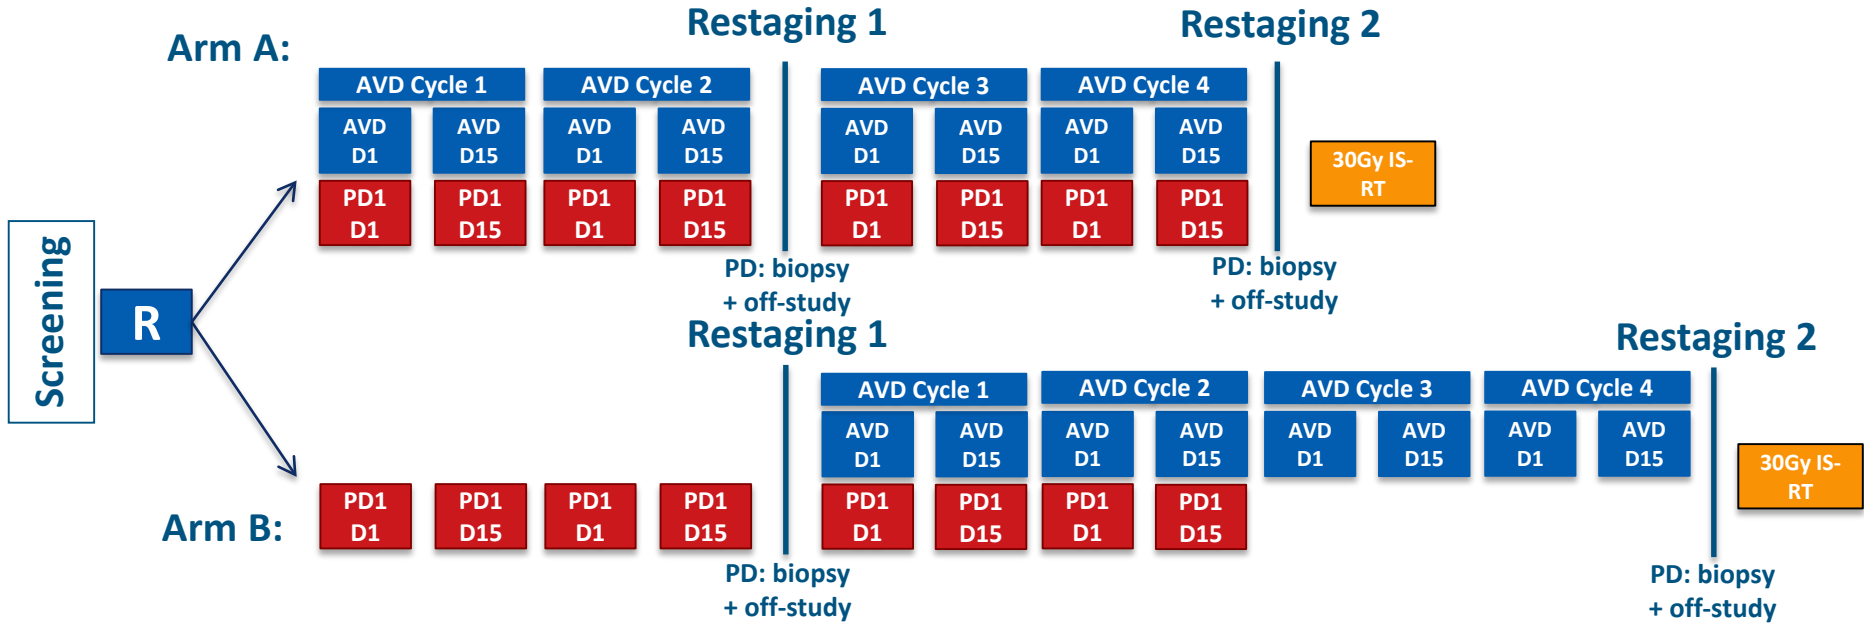 Screening
R
Arm A:
Restaging 1
Restaging 2
AVD Cycle 1
AVD Cycle 2
AVD Cycle 3
AVD Cycle 4
AVD
D1
AVD
D15
AVD
D1
AVD
D15
AVD
D1
AVD
D15
AVD
D1
AVD
D15
PD1
D1
PD1
D15
PD1
D1
PD1
D15
PD1
D1
PD1
D15
PD1
D1
PD1
D15
30Gy IS-
RT
PD: biopsy
+ off-study
PD: biopsy
+ off-study
Arm B:
Restaging 1
Restaging 2
AVD Cycle 1
AVD Cycle 2
AVD Cycle 3
AVD Cycle 4
AVD
D1
AVD
D15
AVD
D1
AVD
D15
AVD
D1
AVD
D15
AVD
D1
AVD
D15
PD1
D1
PD1
D15
PD1
D1
PD1
D15
PD1
D1
PD1
D15
PD1
D1
PD1
D15
30Gy IS-
RT
PD: biopsy
+ off-study
PD: biopsy
+ off-study